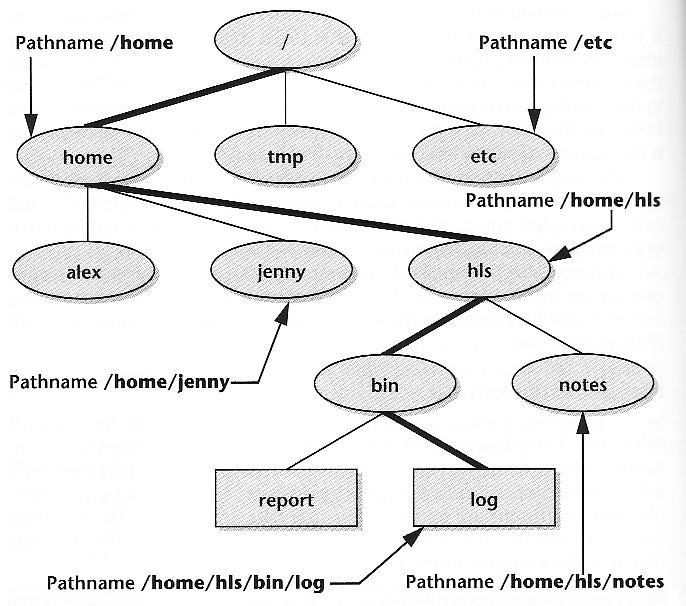 Pathname /home
/
Pathname /etc
home
tmp
etc
Pathname /home/hls
alex
jenny
hls
Pathname /home/jenny
bin
notes
report
log
Pathname /home/hls/bin/log
Pathname /home/hls/notes